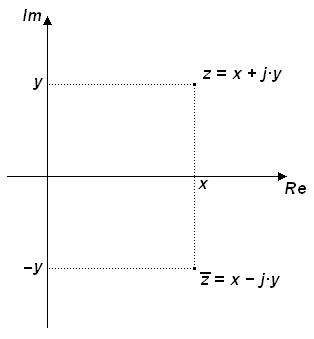 Im
y
z = x + j·y
x
Re
–y
z̅ = x – j·y